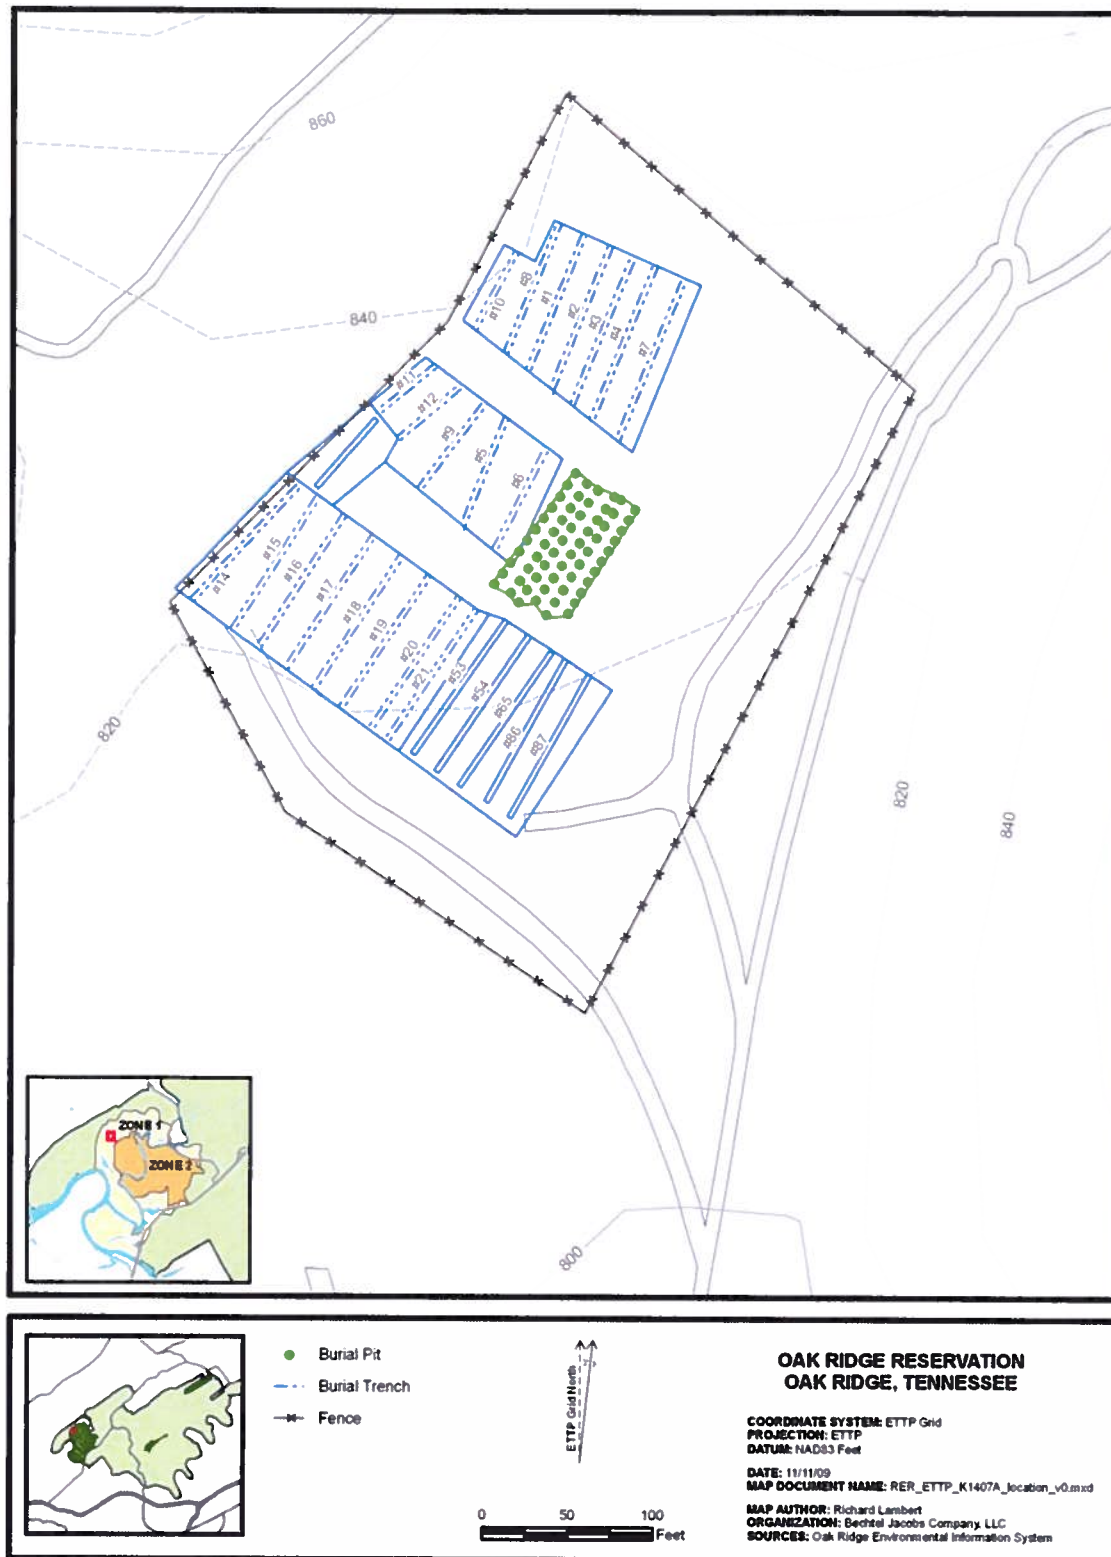 860
840
#8
#10
#1
#2
#3
#4
#7
#11
#12
#9
#5
#6
#15
#14
#16
#17
#18
#19
#20
#21
#53
#54
#65
#86
#87
820
820
840
800
ZONE 1
ZONE 2
Burial Pit
Burial Trench
Fence
ETTP Grid North
0 50 100
Feet
OAK RIDGE RESERVATION
OAK RIDGE, TENNESSEE
COORDINATE SYSTEM: ETTP Grid
PROJECTION: ETTP
DATUM: NAD83 Feet
DATE: 11/11/09
MAP DOCUMENT NAME: RER_ETTP_K1407A_location_v0.mxd
MAP AUTHOR: Richard Lambert
ORGANIZATION: Bechtel Jacobs Company, LLC
SOURCES: Oak Ridge Environmental Information System